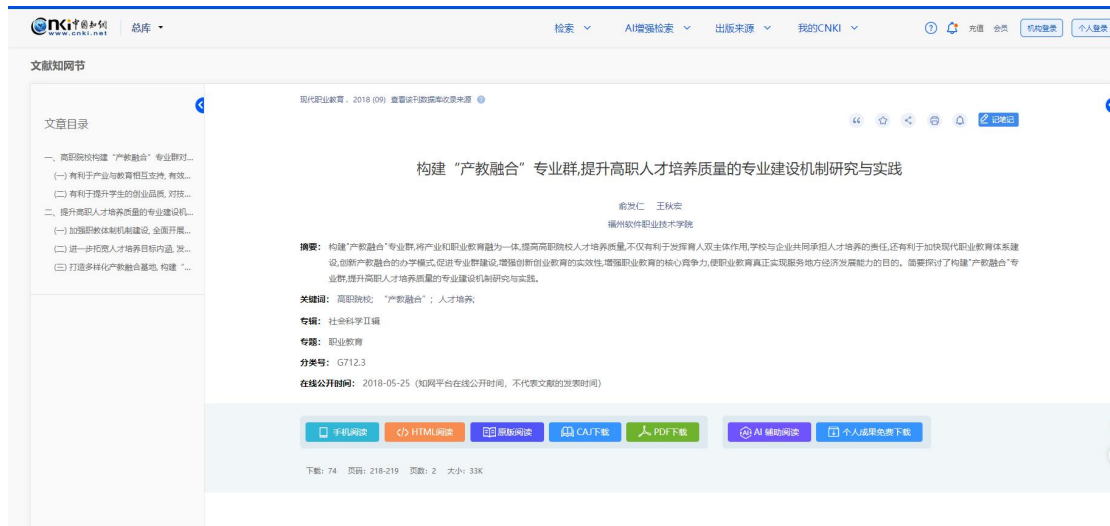 cnki 中国知网
www.cnki.net
总库
检索
AI增强检索
出版来源
我的CNKI
充值 会员
机构登录
个人登录
文献知网节
文章目录
一、高职院校构建“产教融合”专业群对...
(一) 有利于产业与教育相互支持, 有效...
(二) 有利于提升学生的创业品质, 对技...
二、提升高职人才培养质量的专业建设机...
(一) 加强职教体制机制建设, 全面开展...
(二) 进一步拓宽人才培养目标内涵, 发...
(三) 打造多样化产教融合基地, 构建“...
现代职业教育 . 2018 (09) 查看该刊数据库收录来源
记笔记
构建“产教融合”专业群,提升高职人才培养质量的专业建设机制研究与实践
俞发仁 王秋宏
福州软件职业技术学院
摘要: 构建“产教融合”专业群,将产业和职业教育融为一体,提高高职院校人才培养质量,不仅有利于发挥育人双主体作用,学校与企业共同承担人才培养的责任,还有利于加快现代职业教育体系建
设,创新产教融合的办学模式,促进专业群建设,增强创新创业教育的实效性,增强职业教育的核心竞争力,使职业教育真正实现服务地方经济发展能力的目的。简要探讨了构建“产教融合”专
业群,提升高职人才培养质量的专业建设机制研究与实践。
关键词: 高职院校; “产教融合”; 人才培养;
专辑: 社会科学Ⅱ辑
专题: 职业教育
分类号: G712.3
在线公开时间: 2018-05-25 (知网平台在线公开时间, 不代表文献的发表时间)
手机阅读
HTML阅读
原版阅读
CAJ下载
PDF下载
AI 辅助阅读
个人成果免费下载
下载: 74 页码: 218-219 页数: 2 大小: 33K